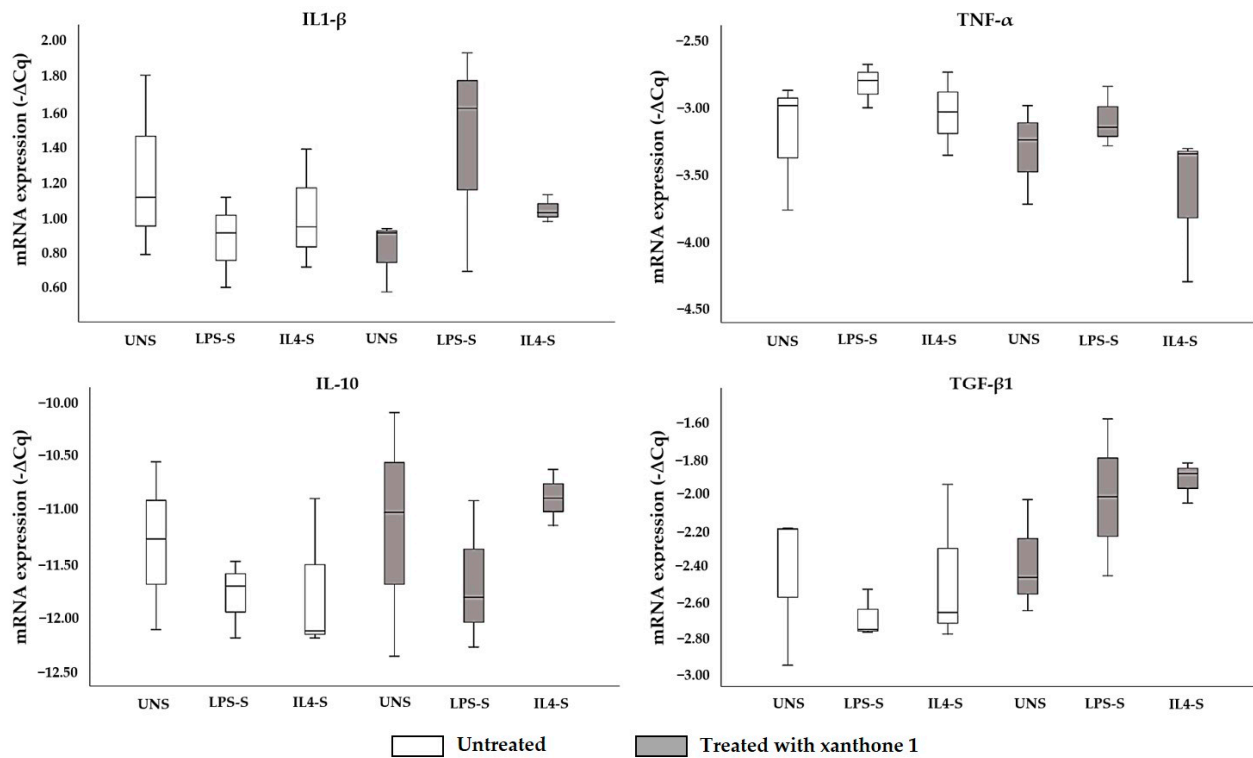 IL1-β
mRNA expression (-ΔCq)
2.00
1.80
1.60
1.40
1.20
1.00
0.80
0.60
UNS LPS-S IL4-S UNS LPS-S IL4-S
TNF-α
mRNA expression (-ΔCq)
−2.50
−3.00
−3.50
−4.00
−4.50
UNS LPS-S IL4-S UNS LPS-S IL4-S
IL-10
mRNA expression (-ΔCq)
−10.00
−10.50
−11.00
−11.50
−12.00
−12.50
UNS LPS-S IL4-S UNS LPS-S IL4-S
TGF-β1
mRNA expression (-ΔCq)
−1.60
−1.80
−2.00
−2.20
−2.40
−2.60
−2.80
−3.00
UNS LPS-S IL4-S UNS LPS-S IL4-S
Untreated Treated with xanthone 1